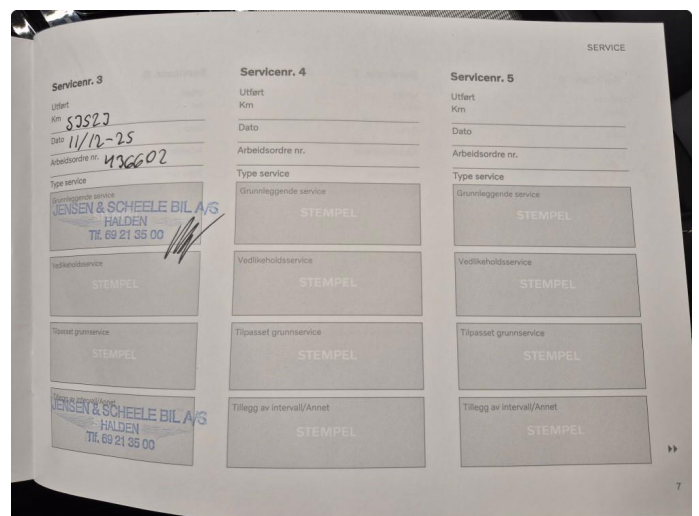 SERVICE
Servicenr. 3
Utført
Km 53523
Dato 11/12-25
Arbeidsordre nr. 436602
Type service
Grunnleggende service
JENSEN & SCHEELE BIL A/S
HALDEN
Tlf. 69 21 35 00
Vedlikeholdsservice
STEMPEL
Tilpasset grunnservice
STEMPEL
Tillegg av intervall/Annet
JENSEN & SCHEELE BIL A/S
HALDEN
Tlf. 69 21 35 00
Servicenr. 4
Utført
Km
Dato
Arbeidsordre nr.
Type service
Grunnleggende service
STEMPEL
Vedlikeholdsservice
STEMPEL
Tilpasset grunnservice
STEMPEL
Tillegg av intervall/Annet
STEMPEL
Servicenr. 5
Utført
Km
Dato
Arbeidsordre nr.
Type service
Grunnleggende service
STEMPEL
Vedlikeholdsservice
STEMPEL
Tilpasset grunnservice
STEMPEL
Tillegg av intervall/Annet
STEMPEL
7